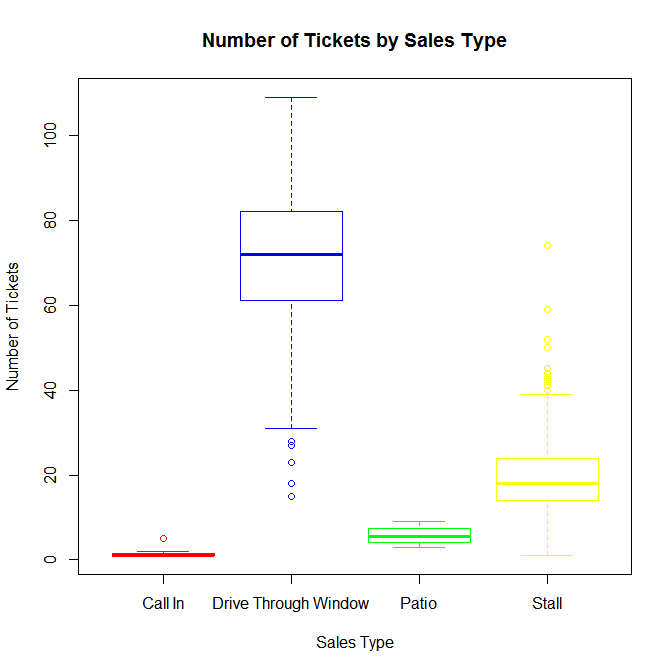 Number of Tickets by Sales Type
Number of Tickets
100
80
60
40
20
0
Call In Drive Through Window Patio Stall
Sales Type